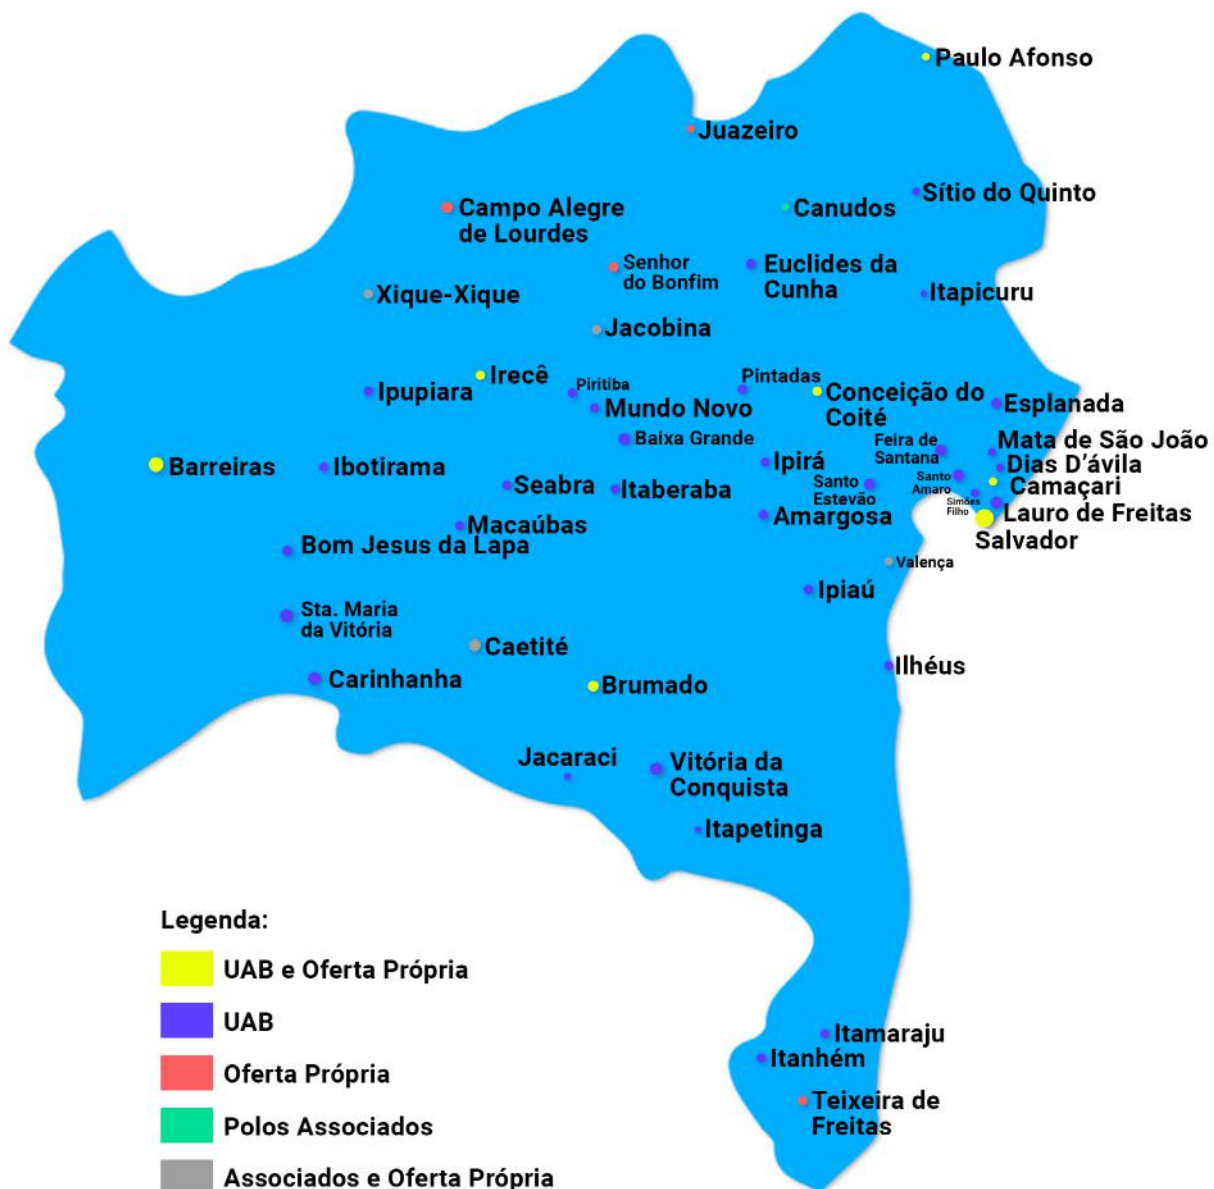 Paulo Afonso
Juazeiro
Sítio do Quinto
Campo Alegre
de Lourdes
Canudos
Senhor
do Bonfim
Euclides da
Cunha
Xique-Xique
Itapicuru
Jacobina
Irecê
Pintadas
Piritiba
Ipupiara
Conceição do
Coité
Mundo Novo
Esplanada
Baixa Grande
Feira de
Santana
Mata de São João
Barreiras
Ibotirama
Ipirá
Dias D’ávila
Santo
Amaro
Camaçari
Seabra
Itaberaba
Santo
Estevão
Simões
Filho
Macaúbas
Amargosa
Lauro de Freitas
Salvador
Bom Jesus da Lapa
Valença
Ipiaú
Sta. Maria
da Vitória
Caetité
Ilhéus
Carinhanha
Brumado
Jacaraci
Vitória da
Conquista
Itapetinga
Legenda:
UAB e Oferta Própria
UAB
Oferta Própria
Polos Associados
Associados e Oferta Própria
Itamaraju
Itanhém
Teixeira de
Freitas